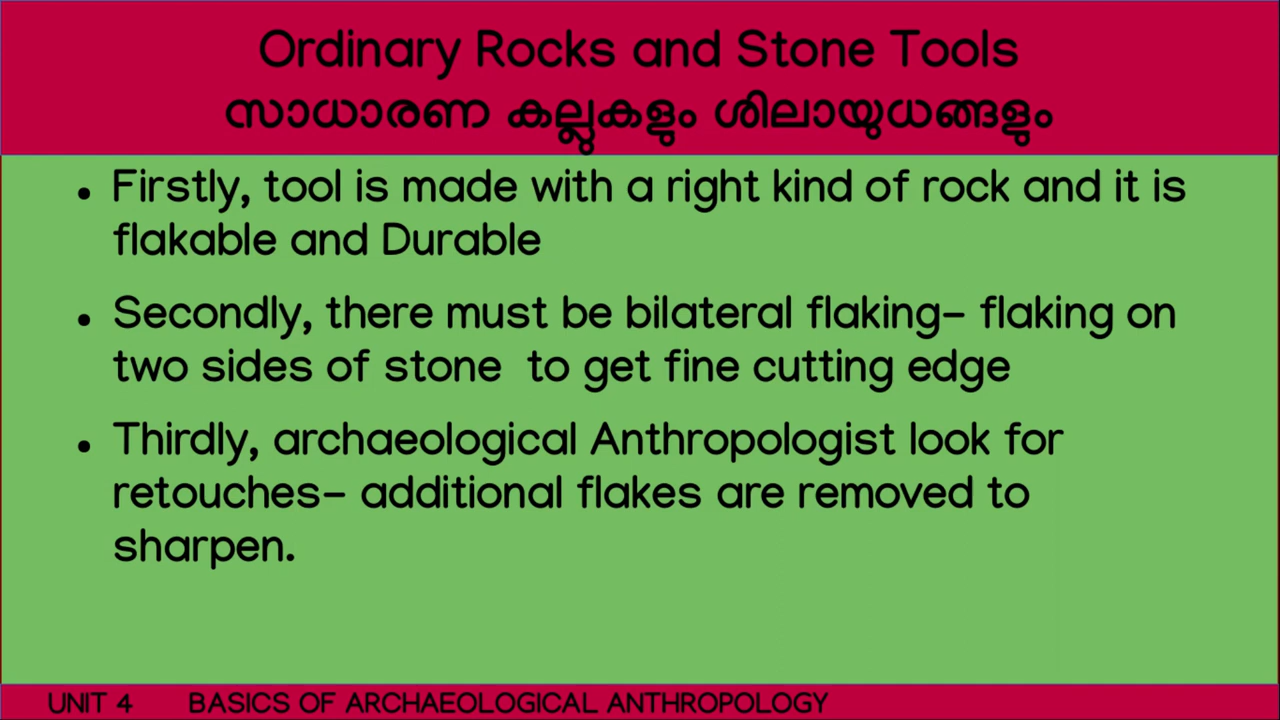 Ordinary Rocks and Stone Tools
സാധാരണ കല്ലുകളും ശിലായുധങ്ങളും
• Firstly, tool is made with a right kind of rock and it is
flakable and Durable
• Secondly, there must be bilateral flaking– flaking on
two sides of stone to get fine cutting edge
• Thirdly, archaeological Anthropologist look for
retouches– additional flakes are removed to
sharpen.
UNIT 4 BASICS OF ARCHAEOLOGICAL ANTHROPOLOGY